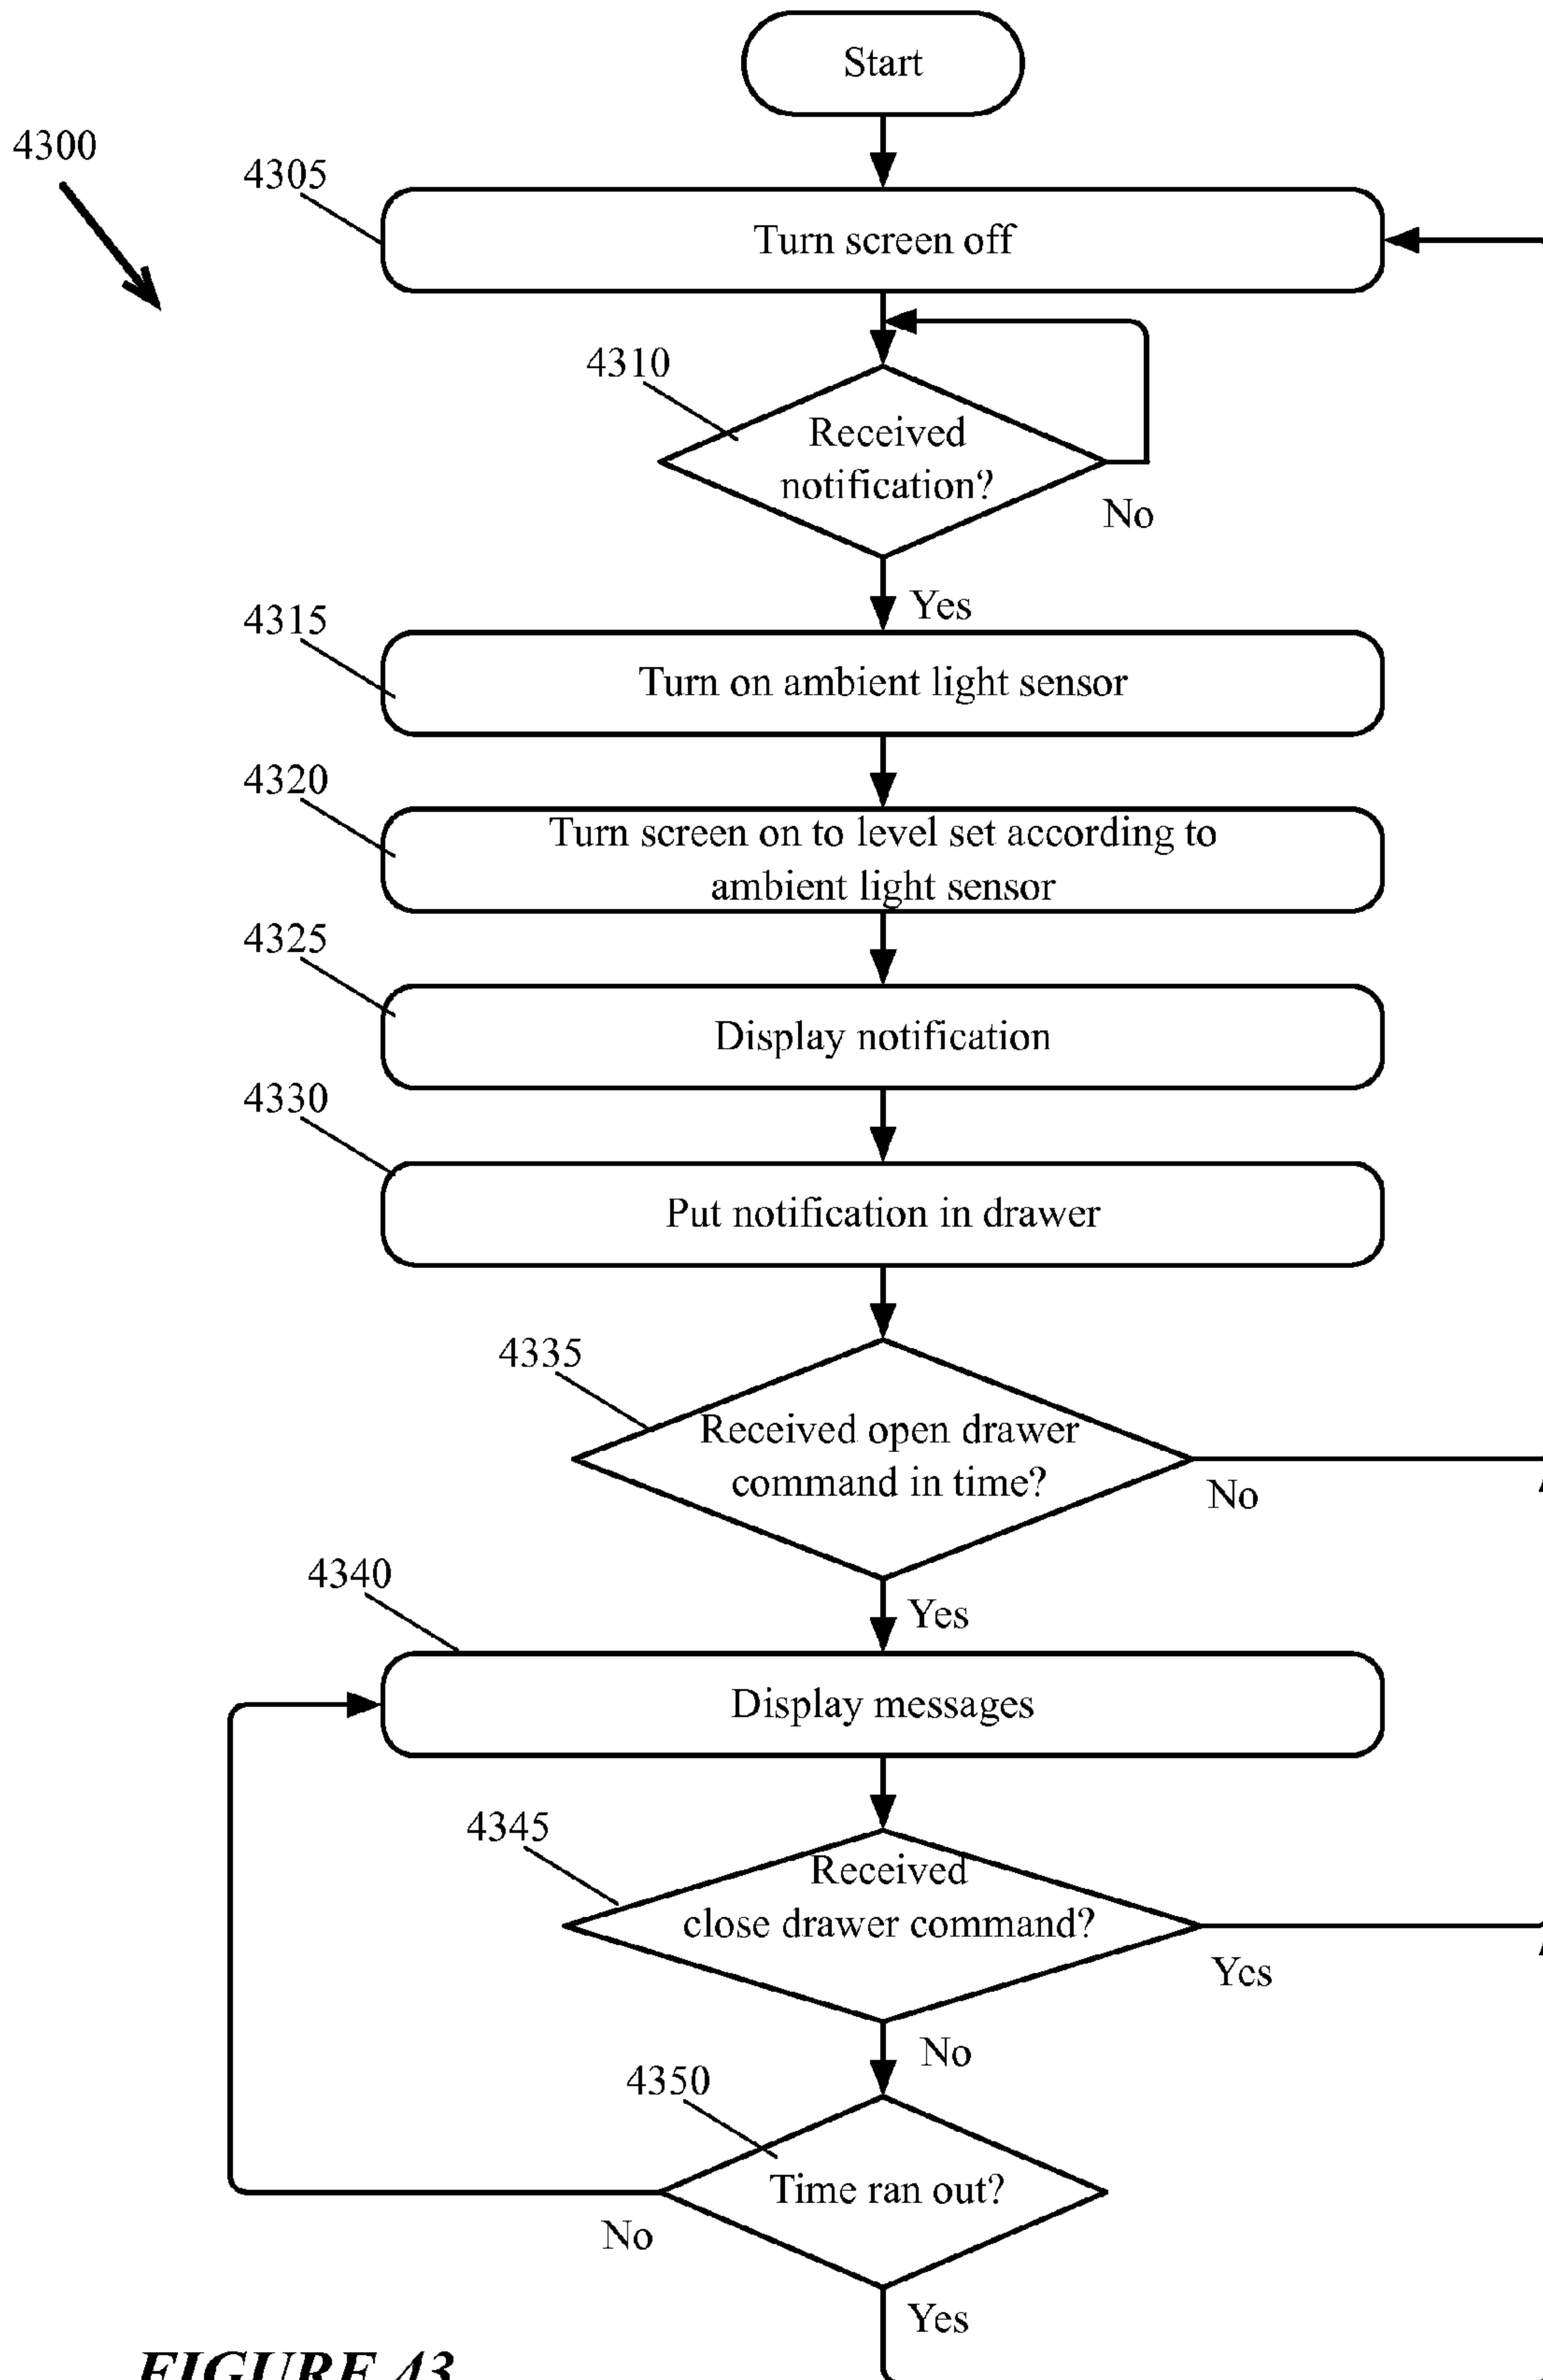 Start
4300
4305
Turn screen off
4310
Received
notification?
No
Yes
4315
Turn on ambient light sensor
4320
Turn screen on to level set according to
ambient light sensor
4325
Display notification
4330
Put notification in drawer
4335
Received open drawer
command in time?
No
Yes
4340
Display messages
4345
Received
close drawer command?
Yes
No
4350
Time ran out?
No
Yes
FIGURE 43